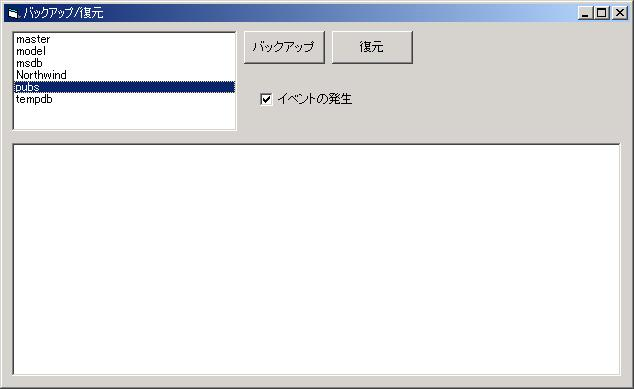 バックアップ/復元
master
model
msdb
Northwind
pubs
tempdb
バックアップ
復元
イベントの発生